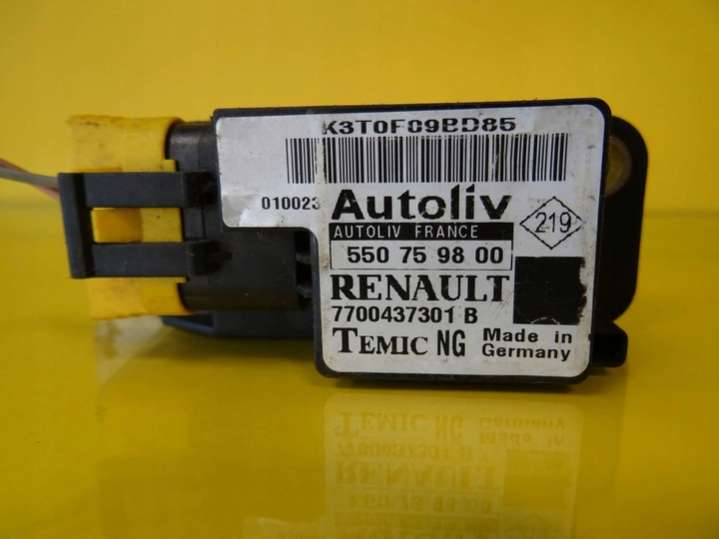 K3T0F09BD85
010023
Autoliv
219
AUTOLIV FRANCE
550 75 98 00
RENAULT
7700437301 B
TEMIC NG Made in
Germany